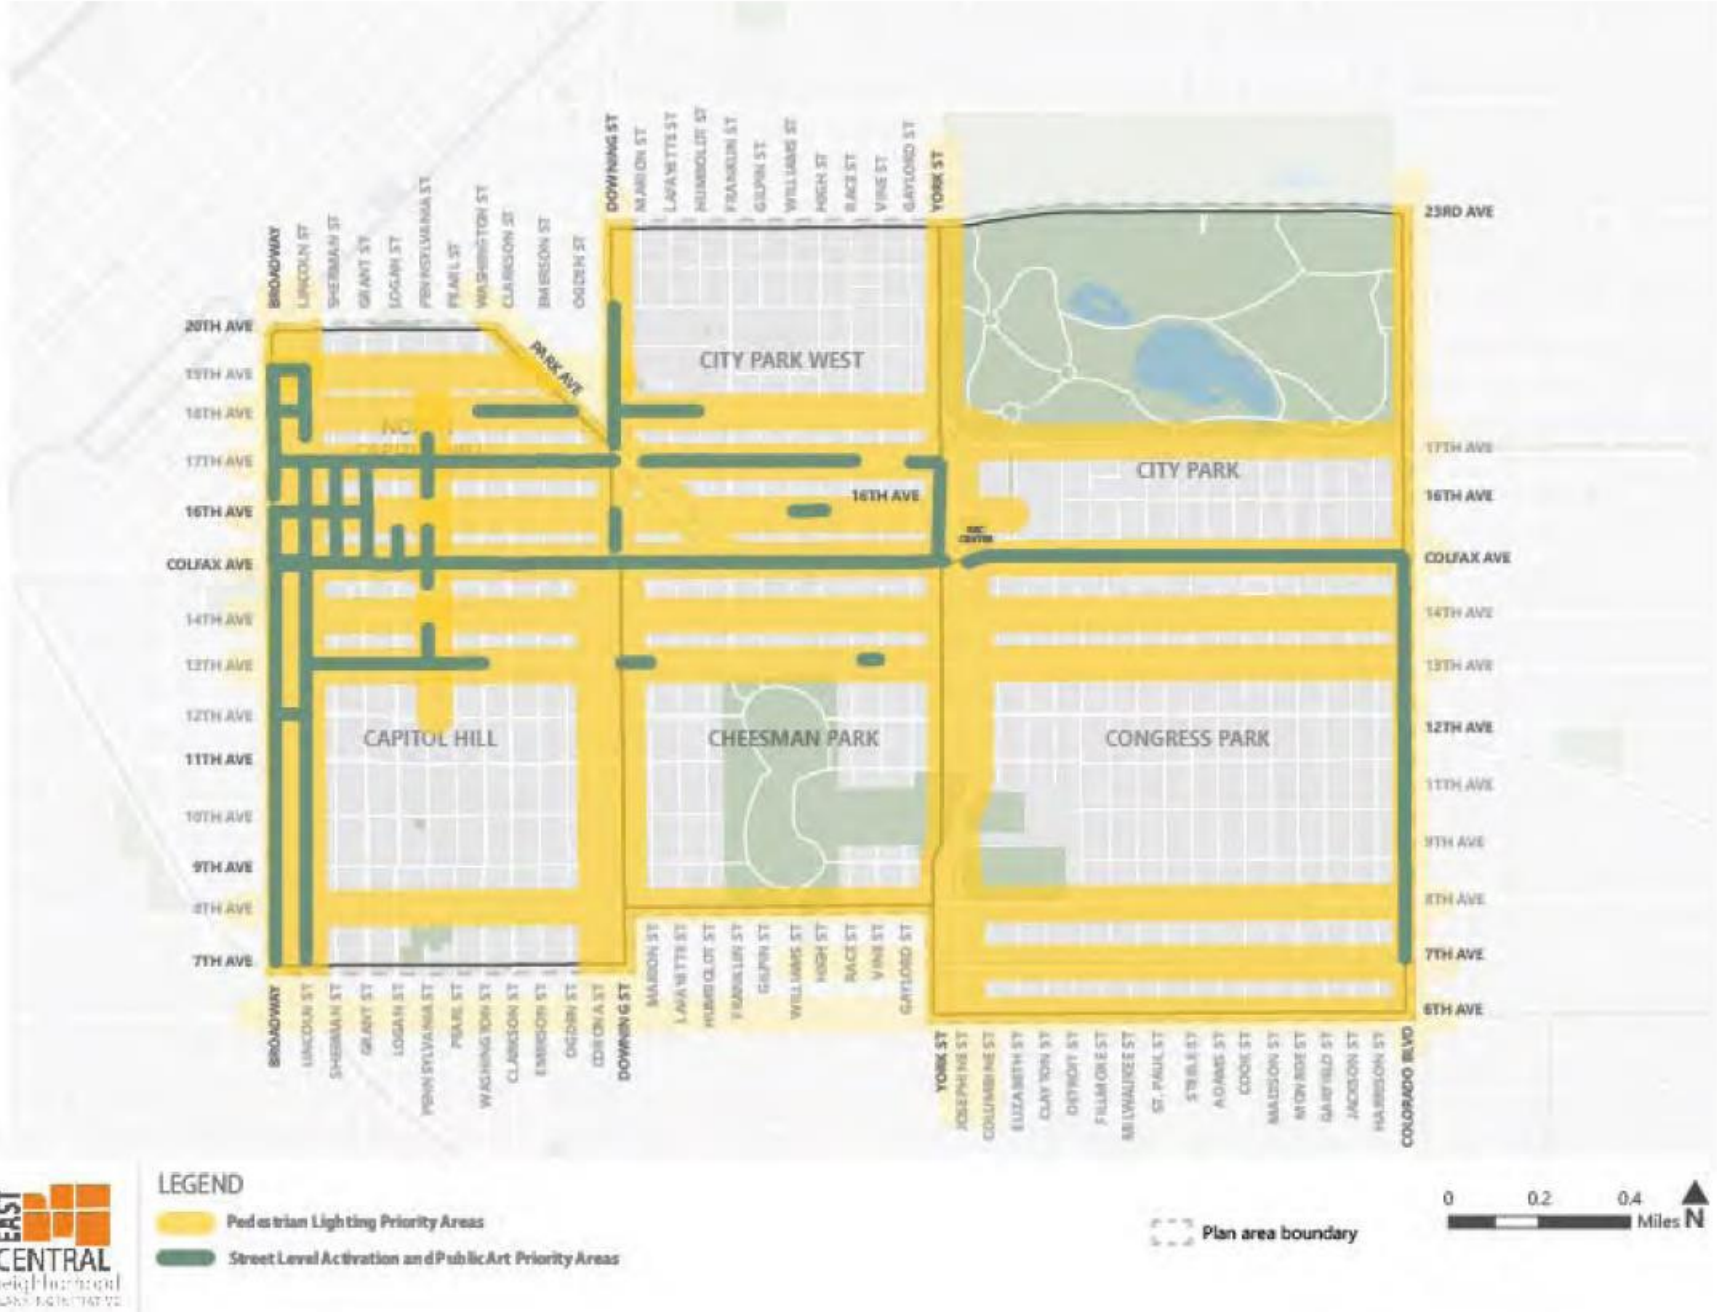 DOWNING ST
MARION ST
LAFAYETTE ST
HUMBOLDT ST
FRANKLIN ST
GILPIN ST
WILLIAMS ST
HIGH ST
RACE ST
VINE ST
GAYLORD ST
YORK ST
BROADWAY
LINCOLN ST
SHERMAN ST
GRANT ST
LOGAN ST
PENNSYLVANIA ST
PEARL ST
WASHINGTON ST
CLARKSON ST
EMERSON ST
OGDEN ST
PARK AVE
20TH AVE
19TH AVE
18TH AVE
17TH AVE
16TH AVE
COLFAX AVE
14TH AVE
13TH AVE
12TH AVE
11TH AVE
10TH AVE
9TH AVE
8TH AVE
7TH AVE
CITY PARK WEST
CITY PARK
16TH AVE
REC
CENTER
CAPITOL HILL
CHEESMAN PARK
CONGRESS PARK
23RD AVE
17TH AVE
16TH AVE
COLFAX AVE
14TH AVE
13TH AVE
12TH AVE
11TH AVE
9TH AVE
8TH AVE
7TH AVE
6TH AVE
MARION ST
LAFAYETTE ST
HUMBOLDT ST
FRANKLIN ST
GILPIN ST
WILLIAMS ST
HIGH ST
RACE ST
VINE ST
GAYLORD ST
BROADWAY
LINCOLN ST
SHERMAN ST
GRANT ST
LOGAN ST
PENNSYLVANIA ST
PEARL ST
WASHINGTON ST
CLARKSON ST
EMERSON ST
OGDEN ST
CORONA ST
DOWNING ST
YORK ST
JOSEPHINE ST
COLUMBINE ST
ELIZABETH ST
CLAYTON ST
DETROIT ST
FILLMORE ST
MILWAUKEE ST
ST. PAUL ST
STEELE ST
ADAMS ST
COOK ST
MADISON ST
MONROE ST
GARFIELD ST
JACKSON ST
HARRISON ST
COLORADO BLVD
EAST
CENTRAL
LEGEND
Pedestrian Lighting Priority Areas
Street Level Activation and Public Art Priority Areas
Plan area boundary
0 0.2 0.4
Miles N